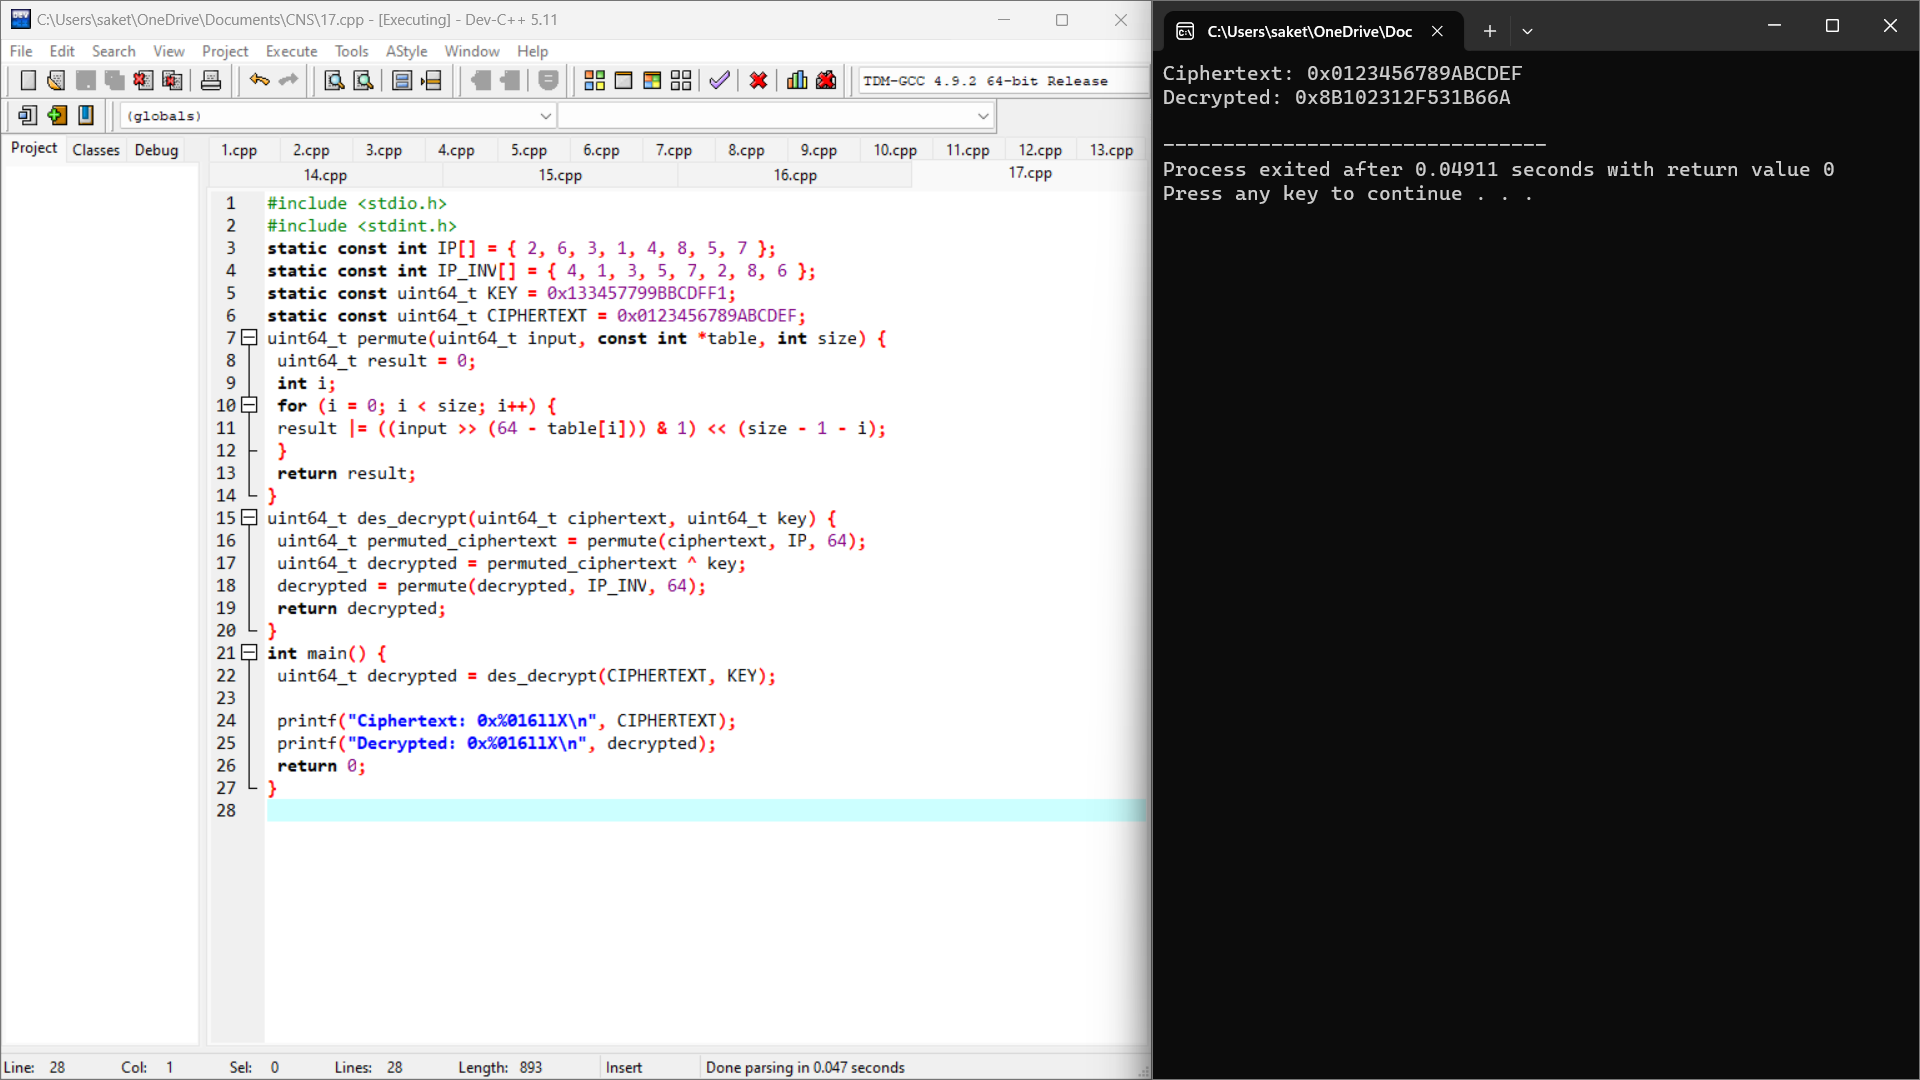 C:\Users\saket\OneDrive\Documents\CNS\17.cpp - [Executing] - Dev-C++ 5.11
File Edit Search View Project Execute Tools AStyle Window Help
TDM-GCC 4.9.2 64-bit Release
(globals)
Project Classes Debug
1.cpp 2.cpp 3.cpp 4.cpp 5.cpp 6.cpp 7.cpp 8.cpp 9.cpp 10.cpp 11.cpp 12.cpp 13.cpp
14.cpp 15.cpp 16.cpp 17.cpp
1 #include <stdio.h>
2 #include <stdint.h>
3 static const int IP[] = { 2, 6, 3, 1, 4, 8, 5, 7 };
4 static const int IP_INV[] = { 4, 1, 3, 5, 7, 2, 8, 6 };
5 static const uint64_t KEY = 0x133457799BBCDFF1;
6 static const uint64_t CIPHERTEXT = 0x0123456789ABCDEF;
7 uint64_t permute(uint64_t input, const int *table, int size) {
8 uint64_t result = 0;
9 int i;
10 for (i = 0; i < size; i++) {
11 result |= ((input >> (64 - table[i])) & 1) << (size - 1 - i);
12 }
13 return result;
14 }
15 uint64_t des_decrypt(uint64_t ciphertext, uint64_t key) {
16 uint64_t permuted_ciphertext = permute(ciphertext, IP, 64);
17 uint64_t decrypted = permuted_ciphertext ^ key;
18 decrypted = permute(decrypted, IP_INV, 64);
19 return decrypted;
20 }
21 int main() {
22 uint64_t decrypted = des_decrypt(CIPHERTEXT, KEY);
23
24 printf("Ciphertext: 0x%016llX\n", CIPHERTEXT);
25 printf("Decrypted: 0x%016llX\n", decrypted);
26 return 0;
27 }
28
Line: 28 Col: 1 Sel: 0 Lines: 28 Length: 893 Insert Done parsing in 0.047 seconds
C:\Users\saket\OneDrive\Doc
Ciphertext: 0x0123456789ABCDEF
Decrypted: 0x8B102312F531B66A
--------------------------------
Process exited after 0.04911 seconds with return value 0
Press any key to continue . . .